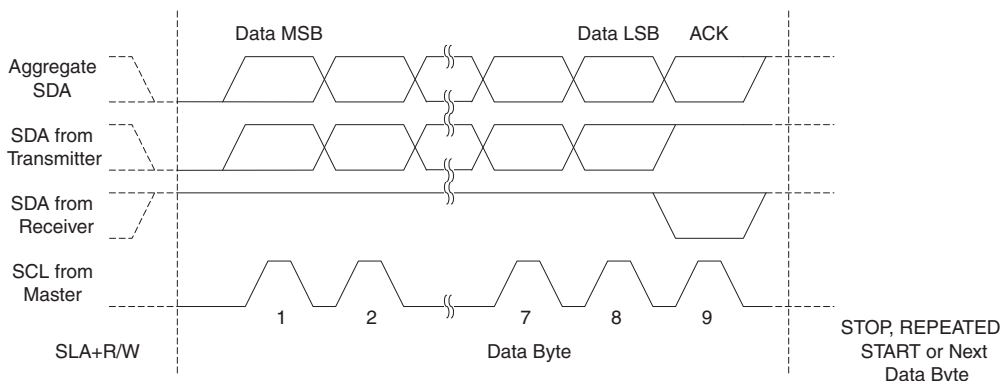 Data MSB
Data LSB
ACK
Aggregate
SDA
SDA from
Transmitter
SDA from
Receiver
SCL from
Master
1
2
7
8
9
SLA+R/W
Data Byte
STOP, REPEATED
START or Next
Data Byte